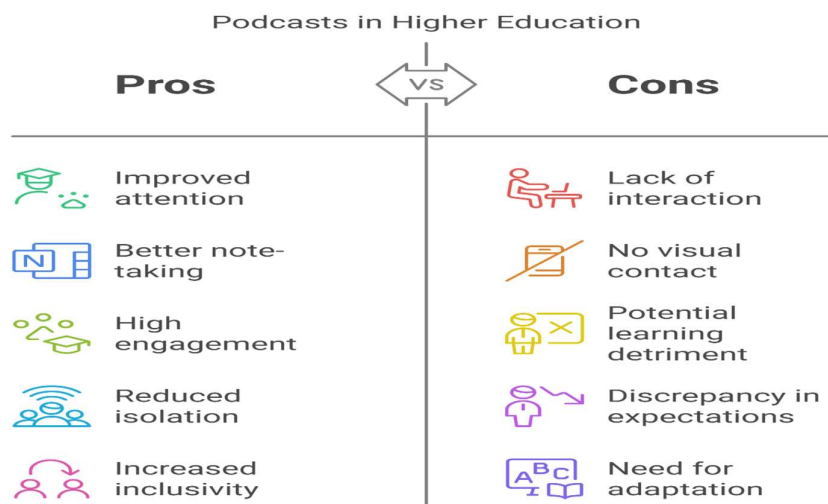 Podcasts in Higher Education
Pros
VS
Cons
Improved
attention
Lack of
interaction
N
Better note-
taking
No visual
contact
High
engagement
Potential
learning
detriment
Reduced
isolation
Discrepancy in
expectations
Increased
inclusivity
ABC
Need for
adaptation